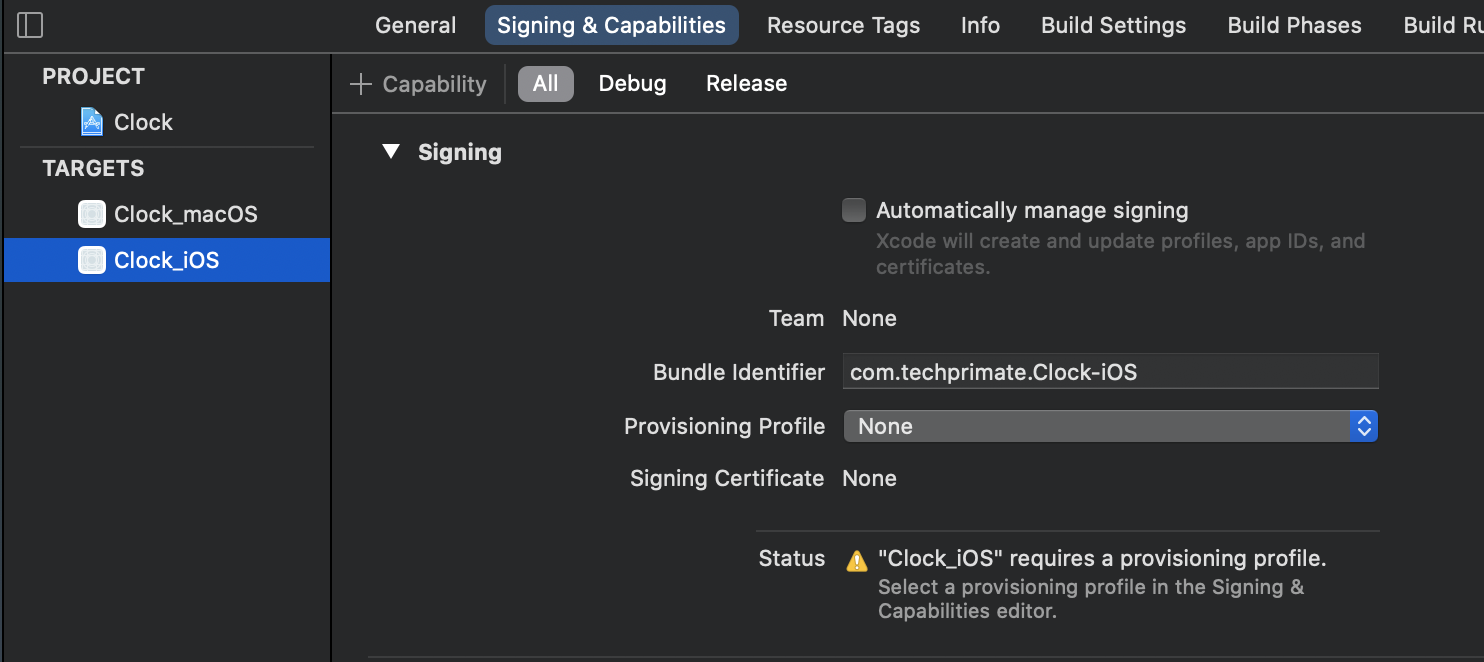 General Signing & Capabilities Resource Tags Info Build Settings Build Phases Build Ru
PROJECT
Clock
TARGETS
Clock_macOS
Clock_iOS
+ Capability All Debug Release
Signing
Automatically manage signing
Xcode will create and update profiles, app IDs, and
certificates.
Team None
Bundle Identifier com.techprimate.Clock-iOS
Provisioning Profile None
Signing Certificate None
Status "Clock_iOS" requires a provisioning profile.
Select a provisioning profile in the Signing &
Capabilities editor.